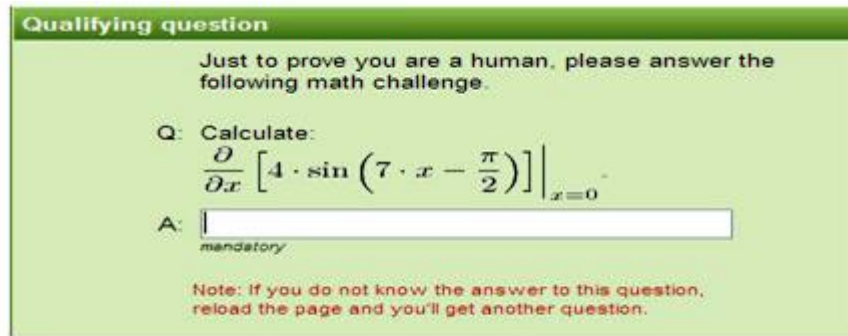 Qualifying question
Just to prove you are a human, please answer the
following math challenge.
Q: Calculate:
∂/∂x [4 · sin (7 · x − π/2)]|x=0 .
A:
mandatory
Note: If you do not know the answer to this question,
reload the page and you'll get another question.